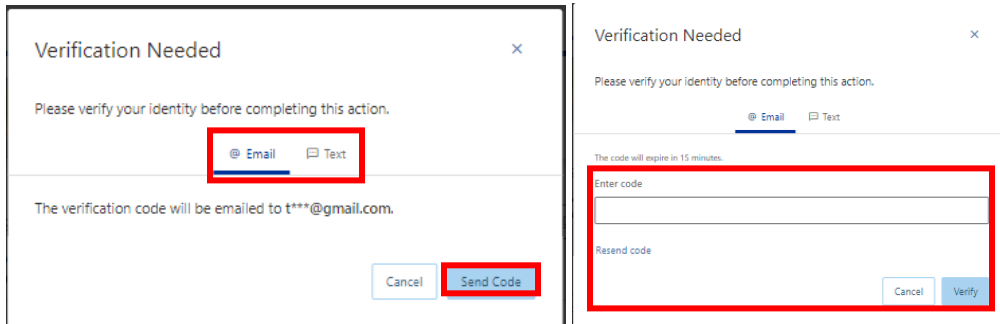 Verification Needed
×
Please verify your identity before completing this action.
@ Email Text
The verification code will be emailed to t***@gmail.com.
Cancel Send Code
Verification Needed
×
Please verify your identity before completing this action.
@ Email Text
The code will expire in 15 minutes.
Enter code
Resend code
Cancel Verify